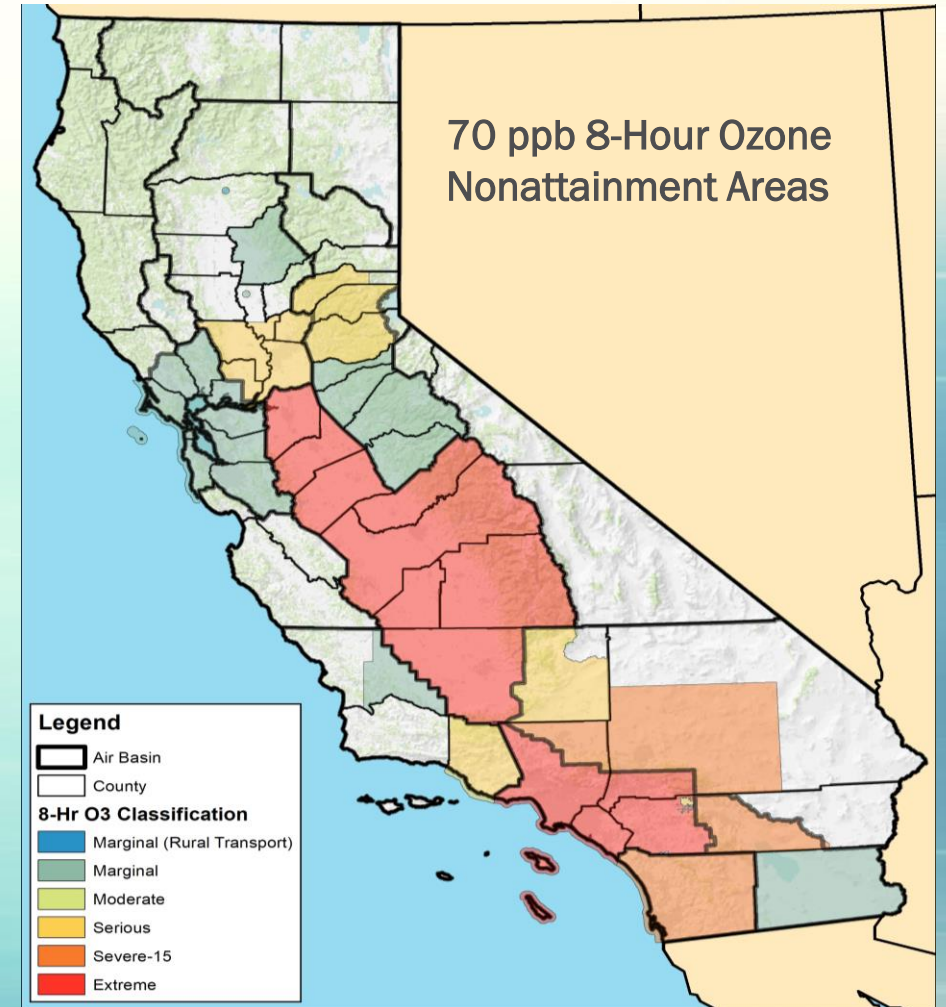 70 ppb 8-Hour Ozone
Nonattainment Areas
Legend
Air Basin
County
8-Hr O3 Classification
Marginal (Rural Transport)
Marginal
Moderate
Serious
Severe-15
Extreme